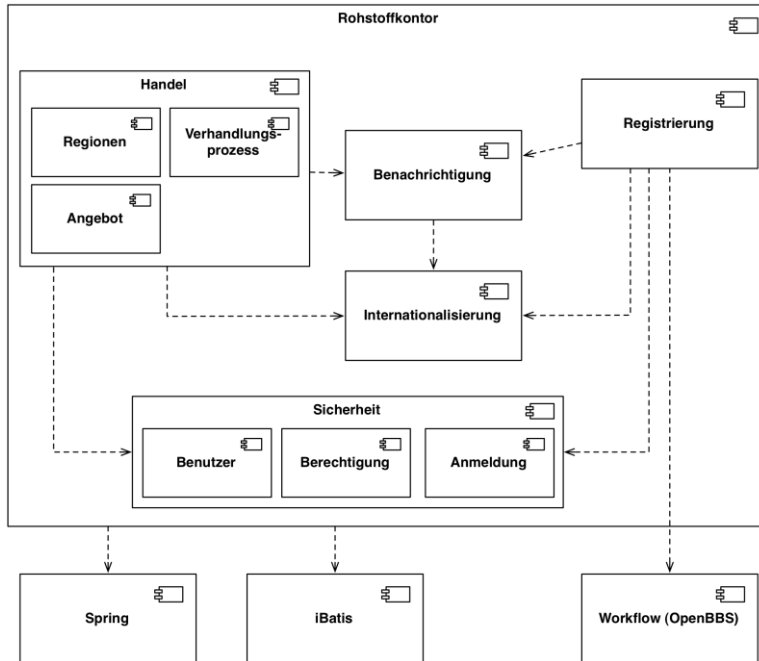 Rohstoffkontor
Handel
Regionen
Verhandlungs-
prozess
Angebot
Benachrichtigung
Registrierung
Internationalisierung
Sicherheit
Benutzer
Berechtigung
Anmeldung
Spring
iBatis
Workflow (OpenBBS)